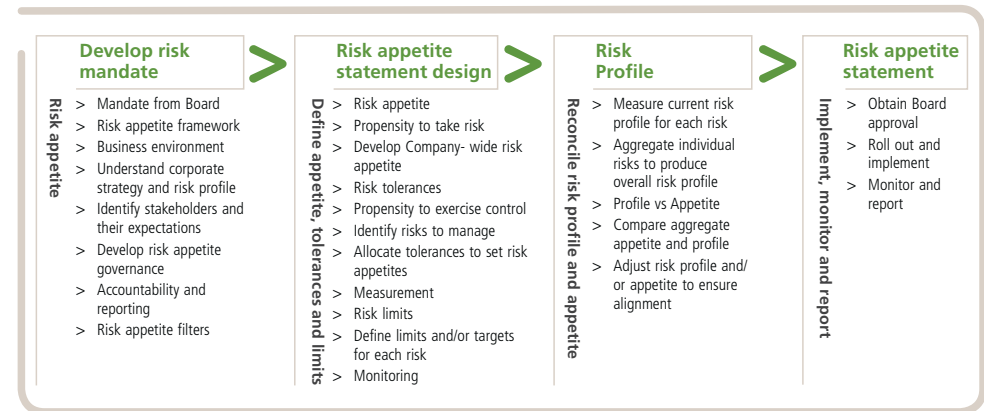 Develop risk
mandate
Risk appetite
> Mandate from Board
> Risk appetite framework
> Business environment
> Understand corporate
strategy and risk profile
> Identify stakeholders and
their expectations
> Develop risk appetite
governance
> Accountability and
reporting
> Risk appetite filters
>
Risk appetite
statement design
Define appetite, tolerances and limits
> Risk appetite
> Propensity to take risk
> Develop Company- wide risk
appetite
> Risk tolerances
> Propensity to exercise control
> Identify risks to manage
> Allocate tolerances to set risk
appetites
> Measurement
> Risk limits
> Define limits and/or targets
for each risk
> Monitoring
>
Risk
Profile
Reconcile risk profile and appetite
> Measure current risk
profile for each risk
> Aggregate individual
risks to produce
overall risk profile
> Profile vs Appetite
> Compare aggregate
appetite and profile
> Adjust risk profile and/
or appetite to ensure
alignment
>
Risk appetite
statement
Implement, monitor and report
> Obtain Board
approval
> Roll out and
implement
> Monitor and
report